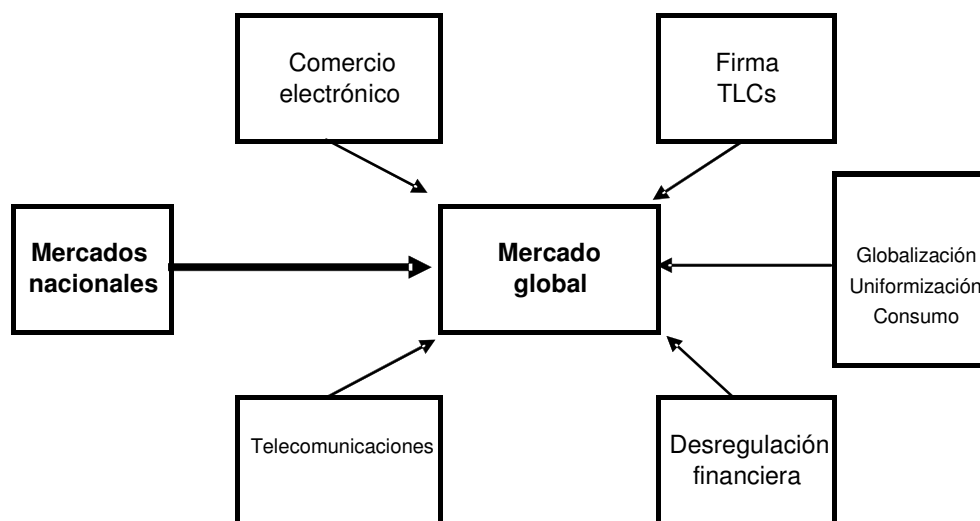 Comercio
electrónico
Firma
TLCs
Mercados
nacionales
Mercado
global
Globalización
Uniformización
Consumo
Telecomunicaciones
Desregulación
financiera